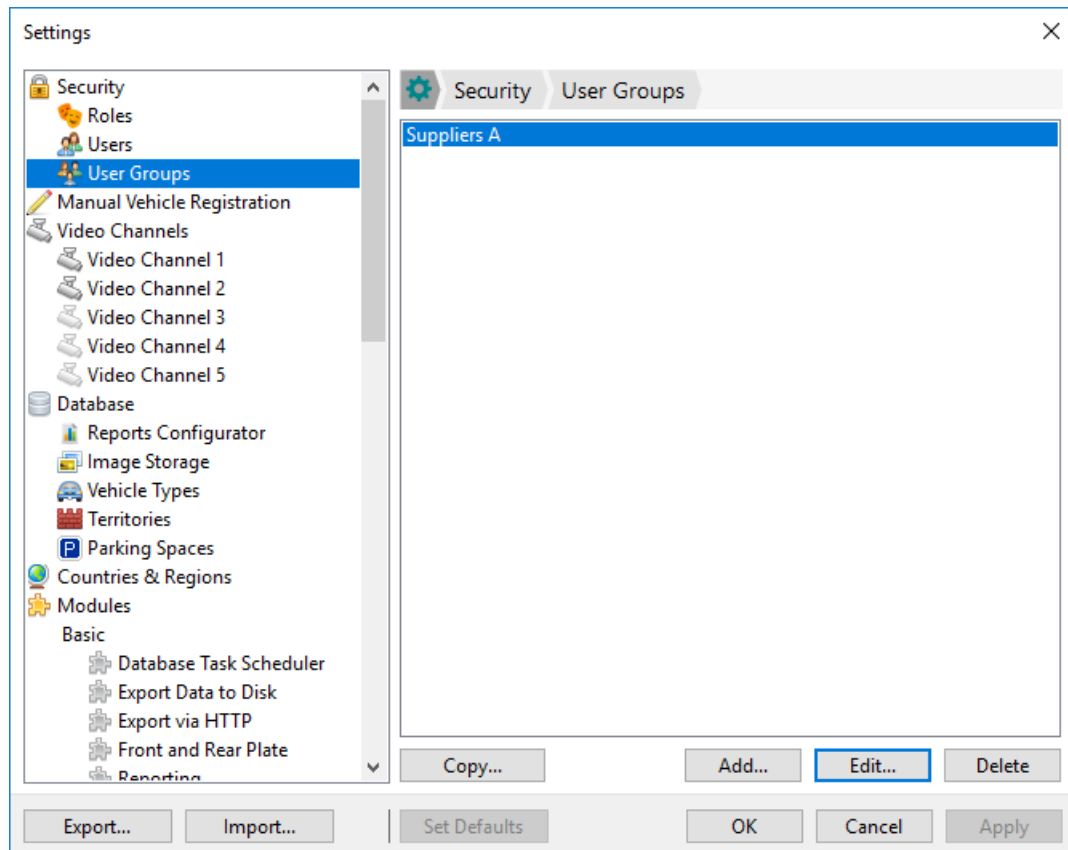 Settings
Security
Roles
Users
User Groups
Manual Vehicle Registration
Video Channels
Video Channel 1
Video Channel 2
Video Channel 3
Video Channel 4
Video Channel 5
Database
Reports Configurator
Image Storage
Vehicle Types
Territories
P Parking Spaces
Countries & Regions
Modules
Basic
Database Task Scheduler
Export Data to Disk
Export via HTTP
Front and Rear Plate
Reporting
Security User Groups
Suppliers A
Copy... Add... Edit... Delete
Export... Import... Set Defaults OK Cancel Apply